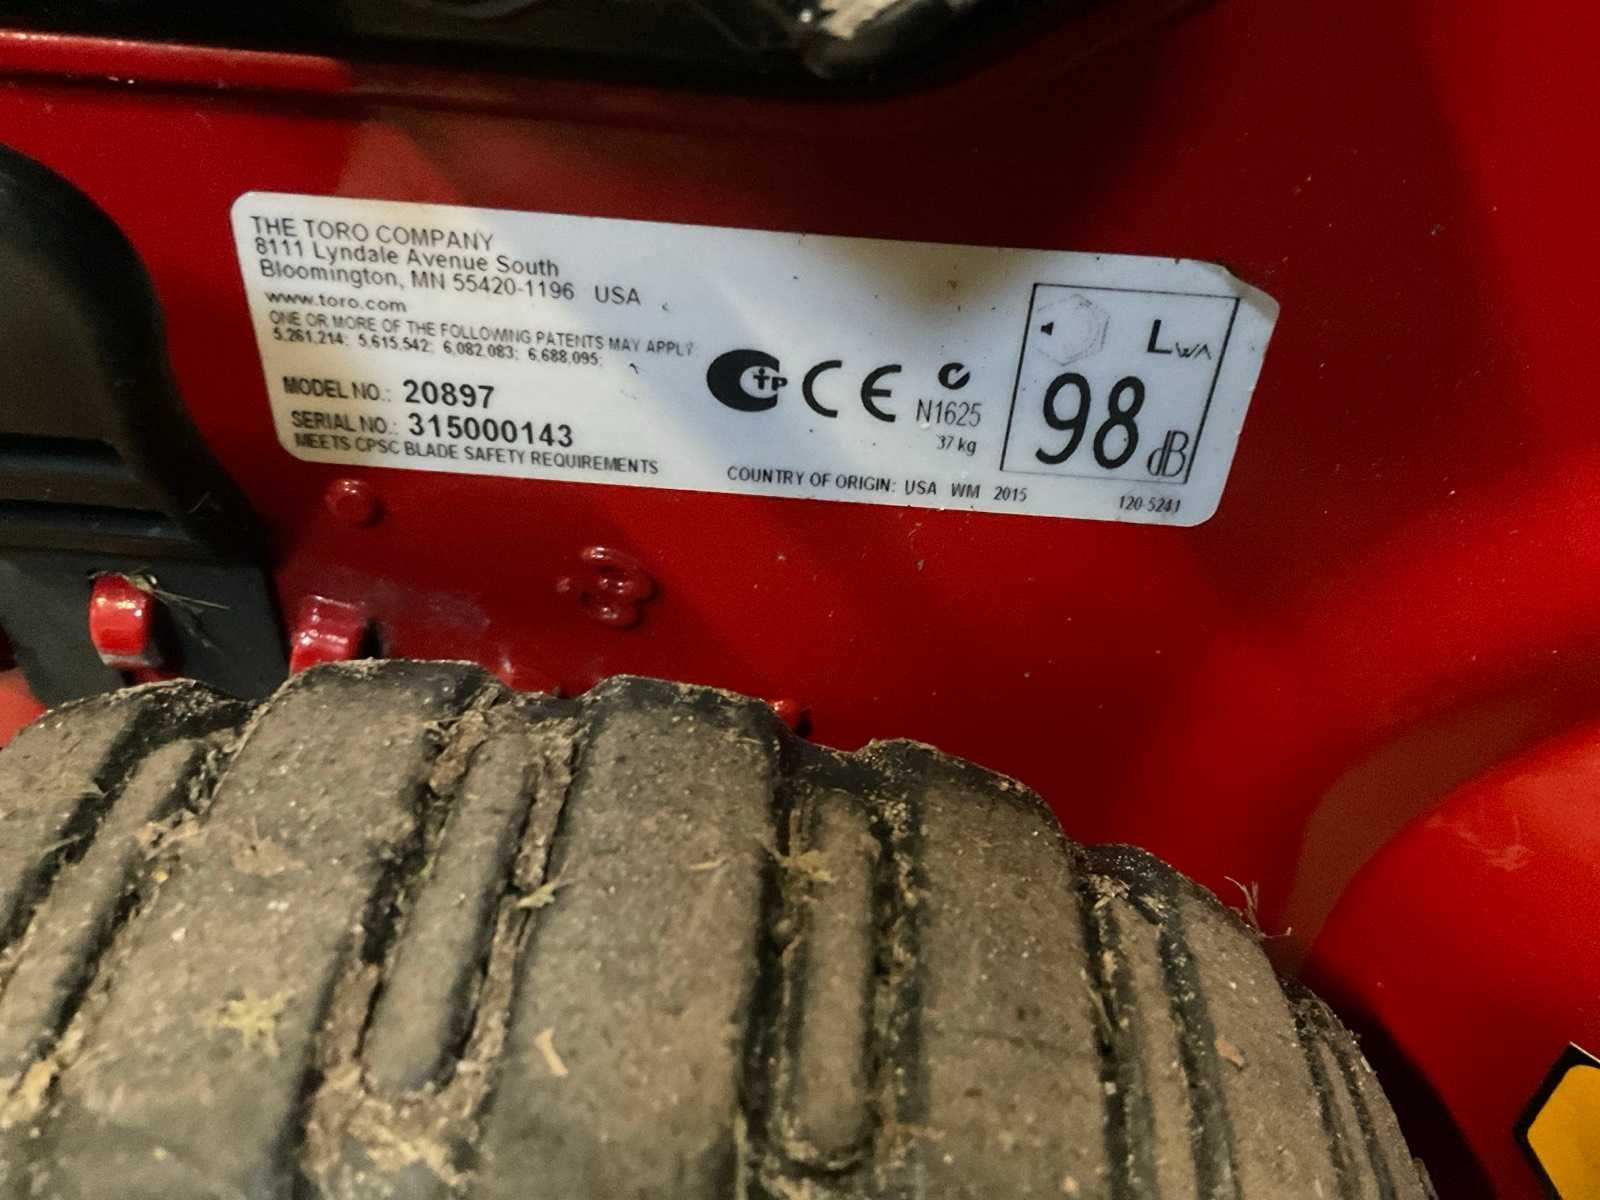 THE TORO COMPANY
8111 Lyndale Avenue South
Bloomington, MN 55420-1196 USA
www.toro.com
ONE OR MORE OF THE FOLLOWING PATENTS MAY APPLY
5,261,214; 5,615,542; 6,082,083; 6,688,095;
MODEL NO.: 20897
SERIAL NO.: 315000143
MEETS CPSC BLADE SAFETY REQUIREMENTS
CE
N1625
37 kg
LWA
98 dB
COUNTRY OF ORIGIN: USA WM 2015
120-5241